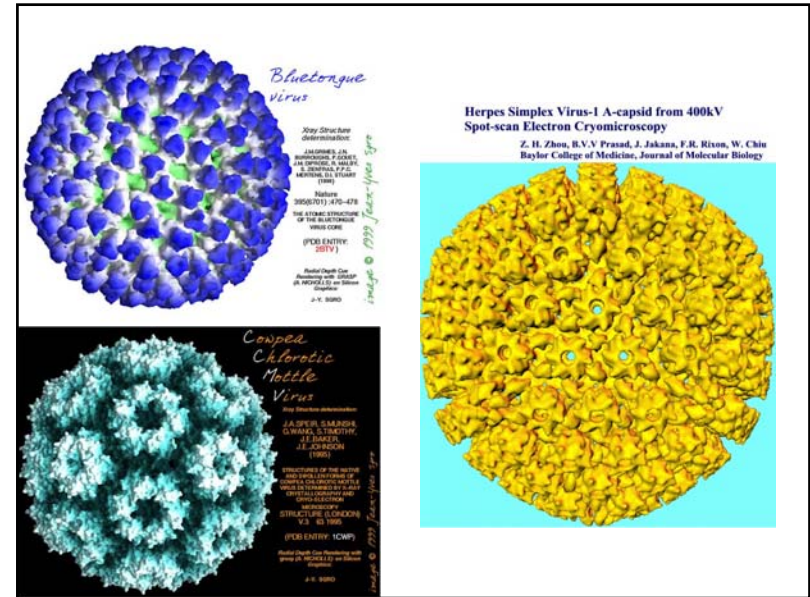 Bluetongue
virus
Xray Structure
determination:
J.M.GRIMES, J.N.
BURROUGHS, P.GOUET,
J.M. DIPROSE, R. MALBY,
S. ZIENTRAS, P.P.C.
MERTENS, D.I. STUART
(1998)
Nature
395(6701) :470-478
THE ATOMIC STRUCTURE
OF THE BLUETONGUE
VIRUS CORE
(PDB ENTRY:
2BTV )
Radial Depth Cue
Rendering with GRASP
(A. NICHOLLS) on Silicon
Graphics
J-Y. SGRO
image © 1999 Jean-Yves Sgro
Herpes Simplex Virus-1 A-capsid from 400kV
Spot-scan Electron Cryomicroscopy
Z. H. Zhou, B.V.V Prasad, J. Jakana, F.R. Rixon, W. Chiu
Baylor College of Medicine, Journal of Molecular Biology
Cowpea
Chlorotic
Mottle
Virus
Xray Structure determination:
J.A.SPEIR, S.MUNSHI,
G.WANG, S.TIMOTHY,
J.E.BAKER,
J.E.JOHNSON
(1995)
STRUCTURES OF THE NATIVE
AND SWOLLEN FORMS OF
COWPEA CHLOROTIC MOTTLE
VIRUS DETERMINED BY X-RAY
CRYSTALLOGRAPHY AND
CRYO-ELECTRON
MICROSCOPY
STRUCTURE (LONDON)
V.3 63 1995
(PDB ENTRY: 1CWP)
Radial Depth Cue Rendering with
grasp (A. NICHOLLS) on Silicon
Graphics
J-Y. SGRO
image © 1999 Jean-Yves Sgro